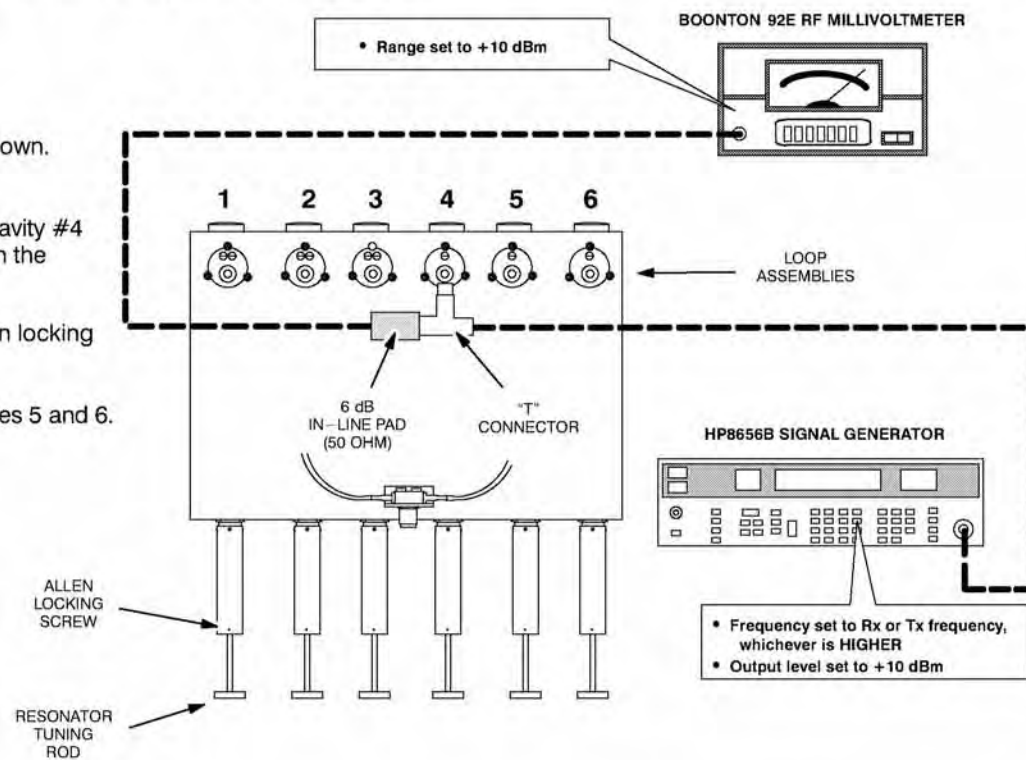 BOONTON 92E RF MILLIVOLTMETER
• Range set to +10 dBm
own.
avity #4
n the
n locking
es 5 and 6.
1 2 3 4 5 6
LOOP
ASSEMBLIES
6 dB
IN–LINE PAD
(50 OHM)
"T"
CONNECTOR
HP8656B SIGNAL GENERATOR
ALLEN
LOCKING
SCREW
• Frequency set to Rx or Tx frequency,
whichever is HIGHER
• Output level set to +10 dBm
RESONATOR
TUNING
ROD